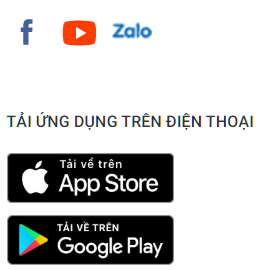 Zalo
TẢI ỨNG DỤNG TRÊN ĐIỆN THOẠI
Tải về trên
App Store
TẢI VỀ TRÊN
Google Play